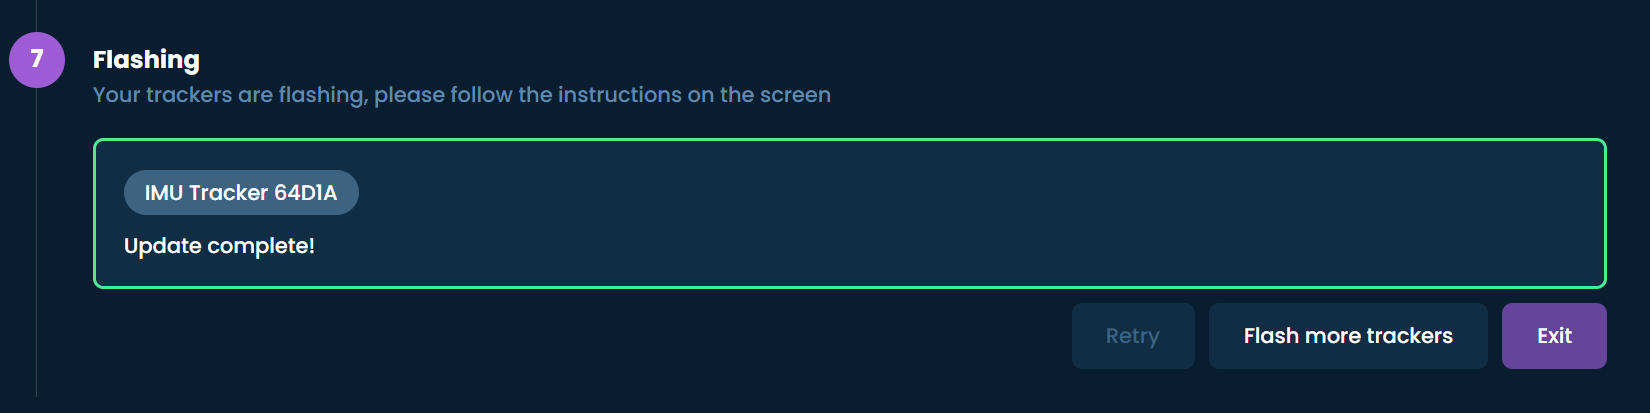 7
Flashing
Your trackers are flashing, please follow the instructions on the screen
IMU Tracker 64D1A
Update complete!
Retry
Flash more trackers
Exit